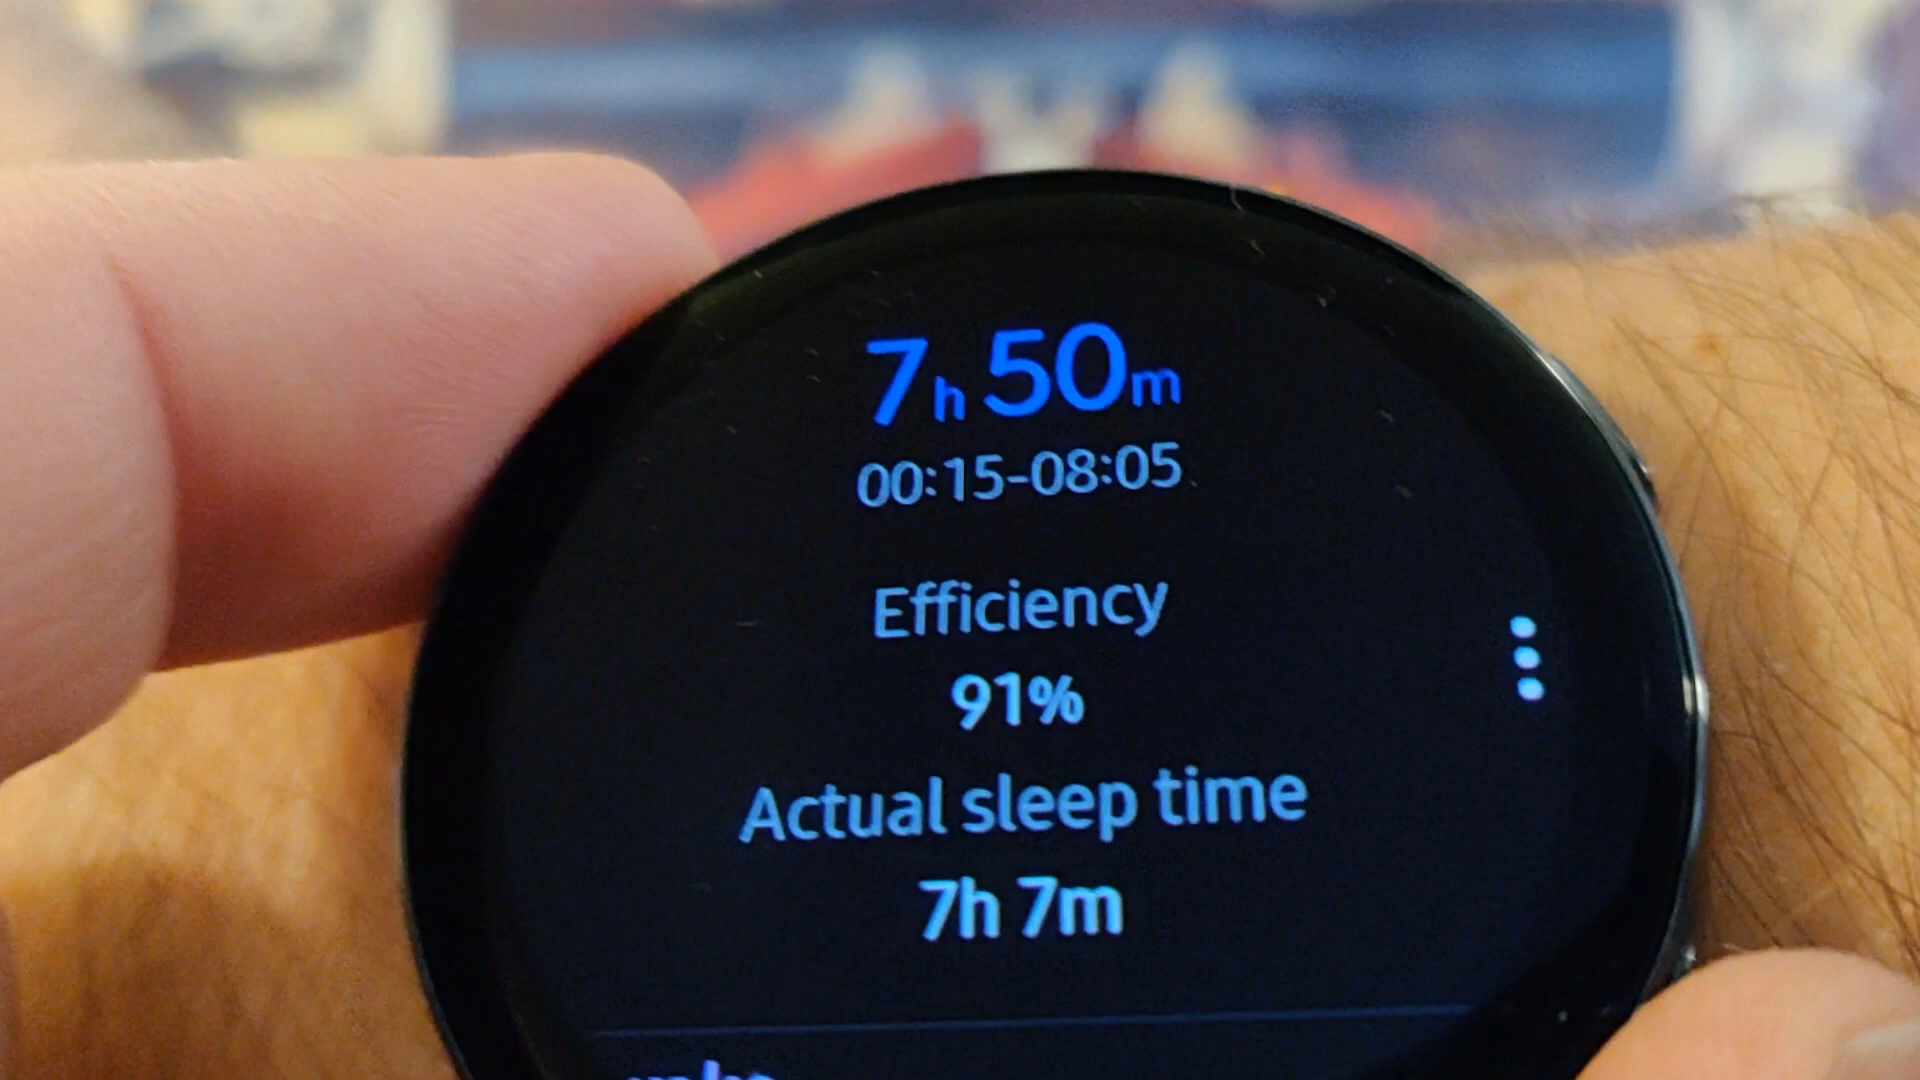 7h 50m
00:15-08:05
Efficiency
91%
Actual sleep time
7h 7m